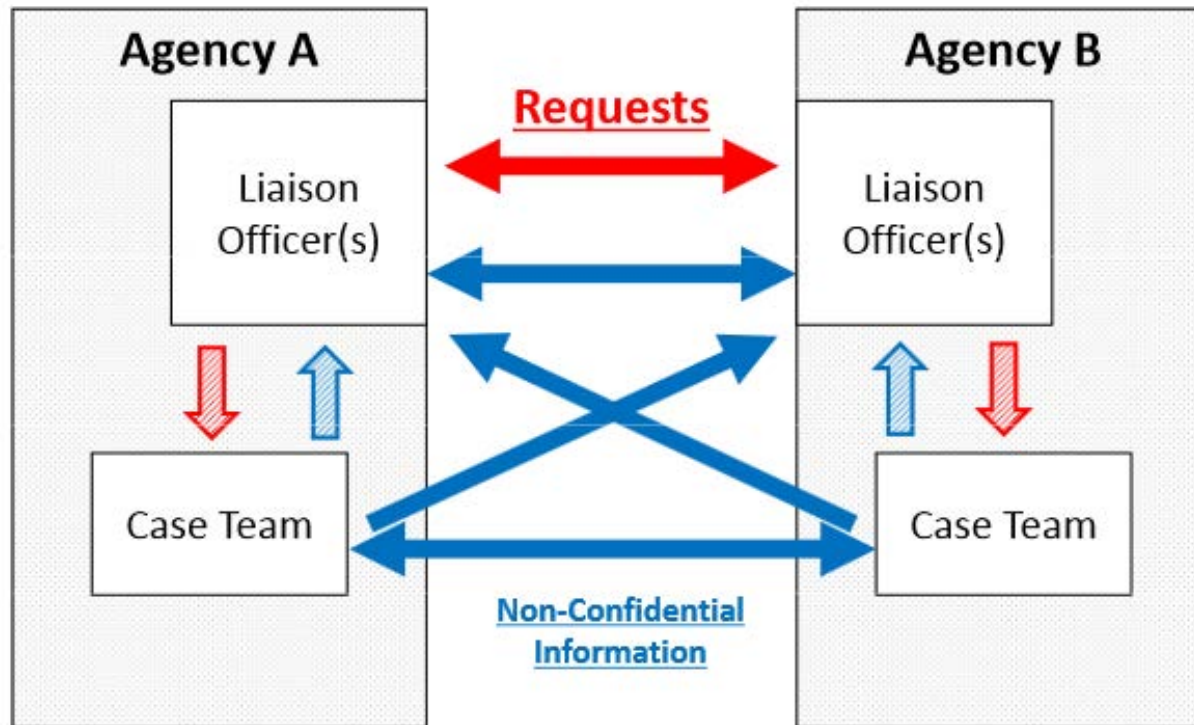 Agency A
Agency B
Requests
Liaison
Officer(s)
Liaison
Officer(s)
Case Team
Case Team
Non-Confidential
Information